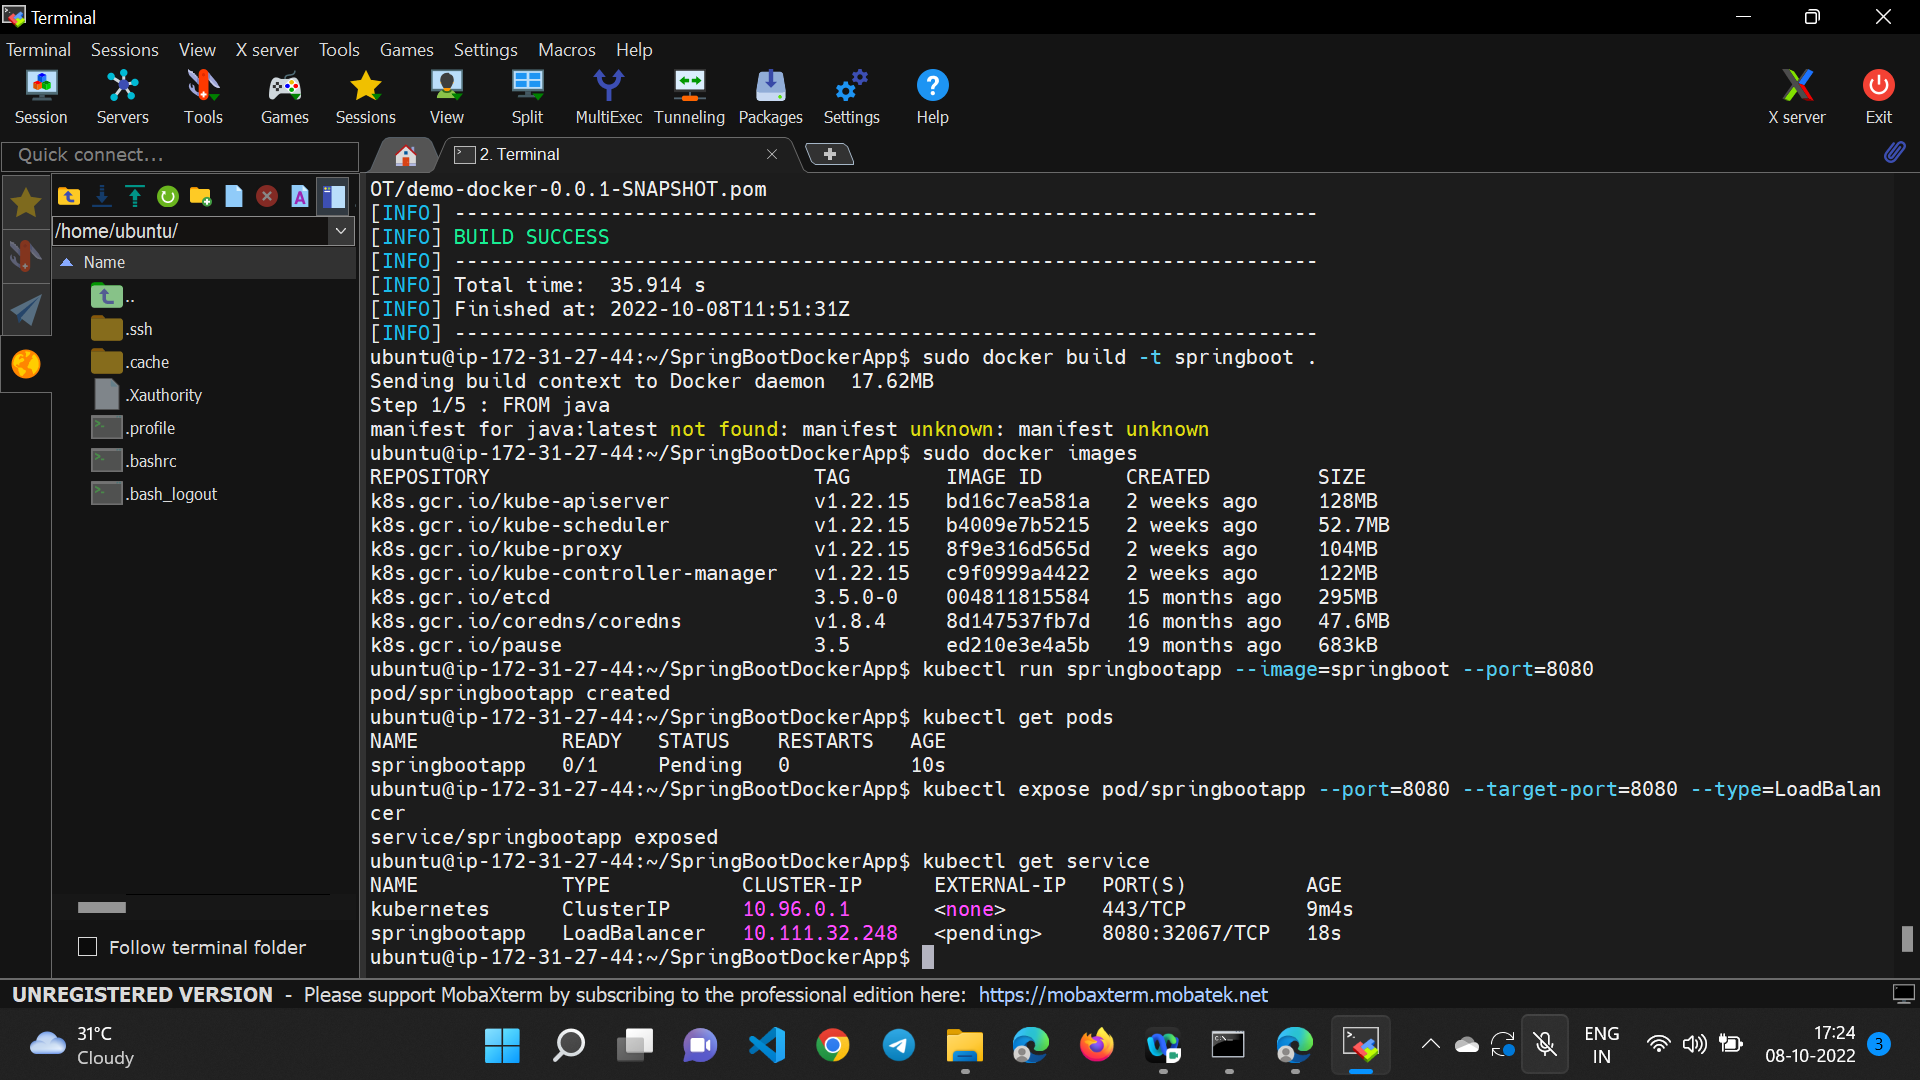 Terminal
Terminal Sessions View X server Tools Games Settings Macros Help
Session Servers Tools Games Sessions View Split MultiExec Tunneling Packages Settings Help X server Exit
Quick connect...
2. Terminal
/home/ubuntu/
Name
..
.ssh
.cache
.Xauthority
.profile
.bashrc
.bash_logout
Follow terminal folder
OT/demo-docker-0.0.1-SNAPSHOT.pom
[INFO] ------------------------------------------------------------------------
[INFO] BUILD SUCCESS
[INFO] ------------------------------------------------------------------------
[INFO] Total time:  35.914 s
[INFO] Finished at: 2022-10-08T11:51:31Z
[INFO] ------------------------------------------------------------------------
ubuntu@ip-172-31-27-44:~/SpringBootDockerApp$ sudo docker build -t springboot .
Sending build context to Docker daemon  17.62MB
Step 1/5 : FROM java
manifest for java:latest not found: manifest unknown: manifest unknown
ubuntu@ip-172-31-27-44:~/SpringBootDockerApp$ sudo docker images
REPOSITORY                           TAG        IMAGE ID       CREATED         SIZE
k8s.gcr.io/kube-apiserver            v1.22.15   bd16c7ea581a   2 weeks ago     128MB
k8s.gcr.io/kube-scheduler            v1.22.15   b4009e7b5215   2 weeks ago     52.7MB
k8s.gcr.io/kube-proxy                v1.22.15   8f9e316d565d   2 weeks ago     104MB
k8s.gcr.io/kube-controller-manager   v1.22.15   c9f0999a4422   2 weeks ago     122MB
k8s.gcr.io/etcd                      3.5.0-0    004811815584   15 months ago   295MB
k8s.gcr.io/coredns/coredns           v1.8.4     8d147537fb7d   16 months ago   47.6MB
k8s.gcr.io/pause                     3.5        ed210e3e4a5b   19 months ago   683kB
ubuntu@ip-172-31-27-44:~/SpringBootDockerApp$ kubectl run springbootapp --image=springboot --port=8080
pod/springbootapp created
ubuntu@ip-172-31-27-44:~/SpringBootDockerApp$ kubectl get pods
NAME            READY   STATUS    RESTARTS   AGE
springbootapp   0/1     Pending   0          10s
ubuntu@ip-172-31-27-44:~/SpringBootDockerApp$ kubectl expose pod/springbootapp --port=8080 --target-port=8080 --type=LoadBalan
cer
service/springbootapp exposed
ubuntu@ip-172-31-27-44:~/SpringBootDockerApp$ kubectl get service
NAME            TYPE           CLUSTER-IP      EXTERNAL-IP   PORT(S)          AGE
kubernetes      ClusterIP      10.96.0.1       <none>        443/TCP          9m4s
springbootapp   LoadBalancer   10.111.32.248   <pending>     8080:32067/TCP   18s
ubuntu@ip-172-31-27-44:~/SpringBootDockerApp$
UNREGISTERED VERSION - Please support MobaXterm by subscribing to the professional edition here: https://mobaxterm.mobatek.net
31°C
Cloudy
ENG
IN
17:24
08-10-2022
3